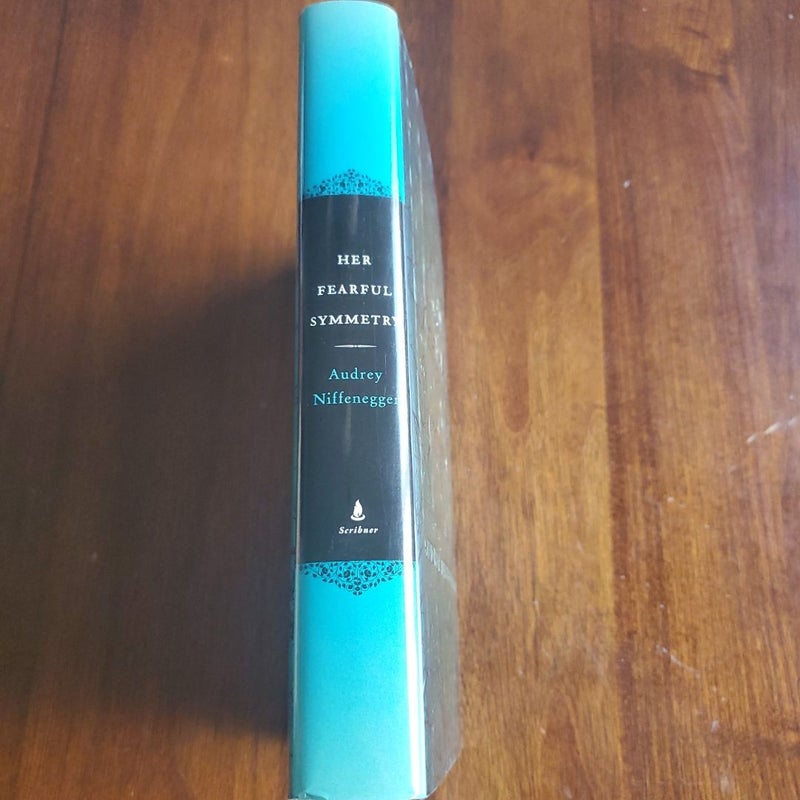 HER
FEARFUL
SYMMETRY
Audrey
Niffenegger
Scribner